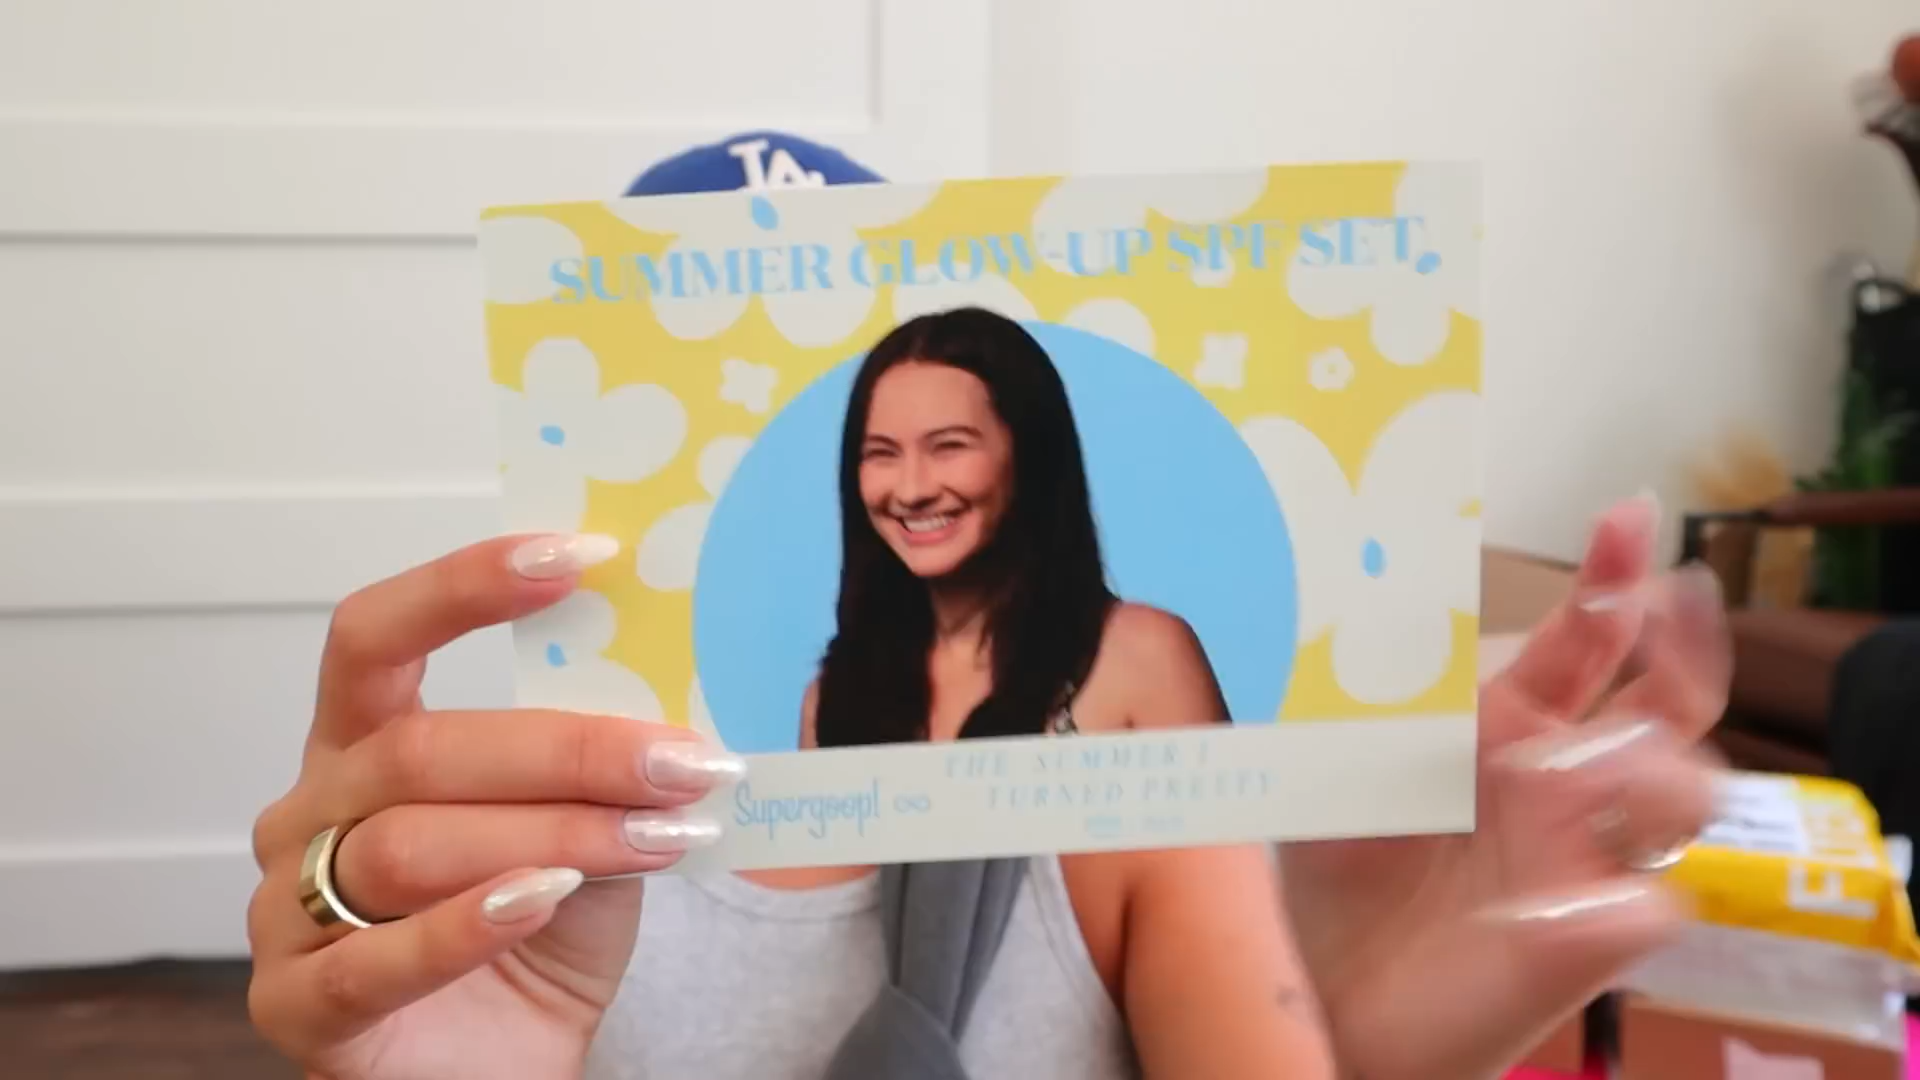 LA
SUMMER GLOW-UP SPF SET
Supergoop!
THE SUMMER I
TURNED PRETTY